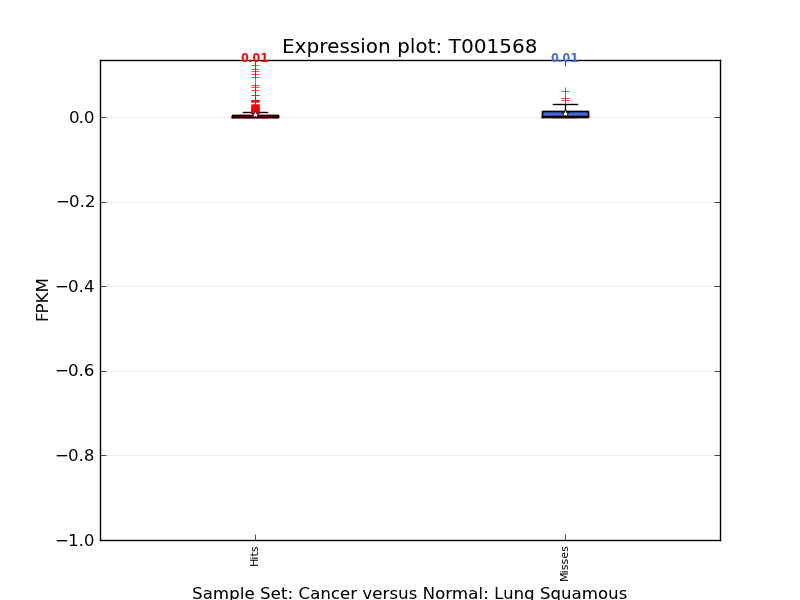 Expression plot: T001568
0.01
0.01
0.0
−0.2
−0.4
−0.6
−0.8
−1.0
FPKM
Hits
Misses
Sample Set: Cancer versus Normal: Lung Squamous